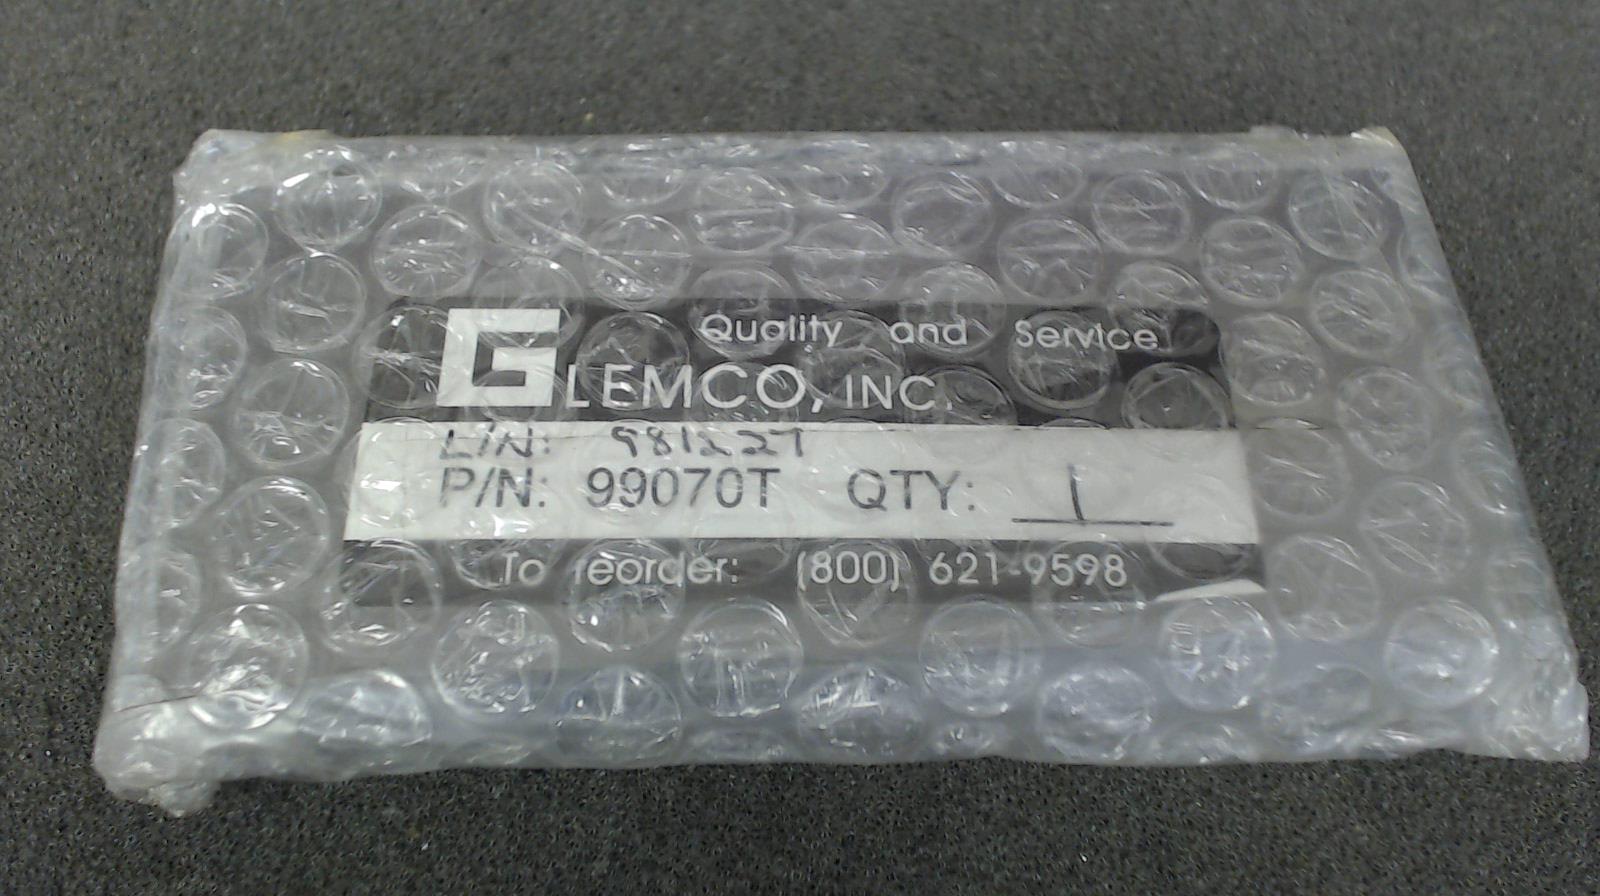 Quality and Service
GLEMCO, INC.
L/N: 981227
P/N: 99070T QTY: 1
To reorder: (800) 621-9598